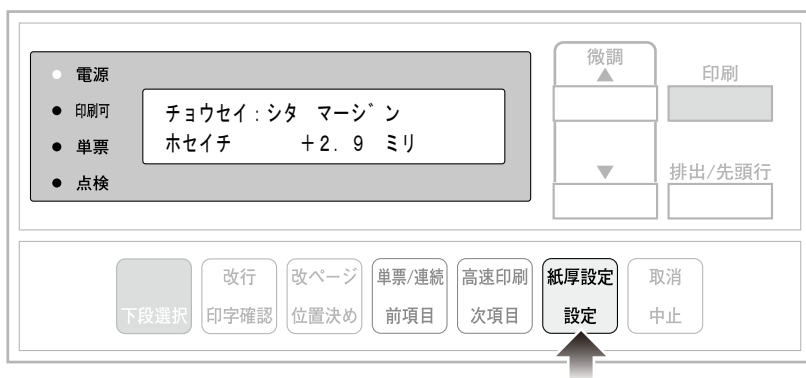 電源
印刷可
単票
点検
チョウセイ:シタ マージ゛ン
ホセイチ +2.9 ミリ
微調
▲
印刷
▼
排出/先頭行
下段選択
改行
印字確認
改ページ
位置決め
単票/連続
前項目
高速印刷
次項目
紙厚設定
設定
取消
中止